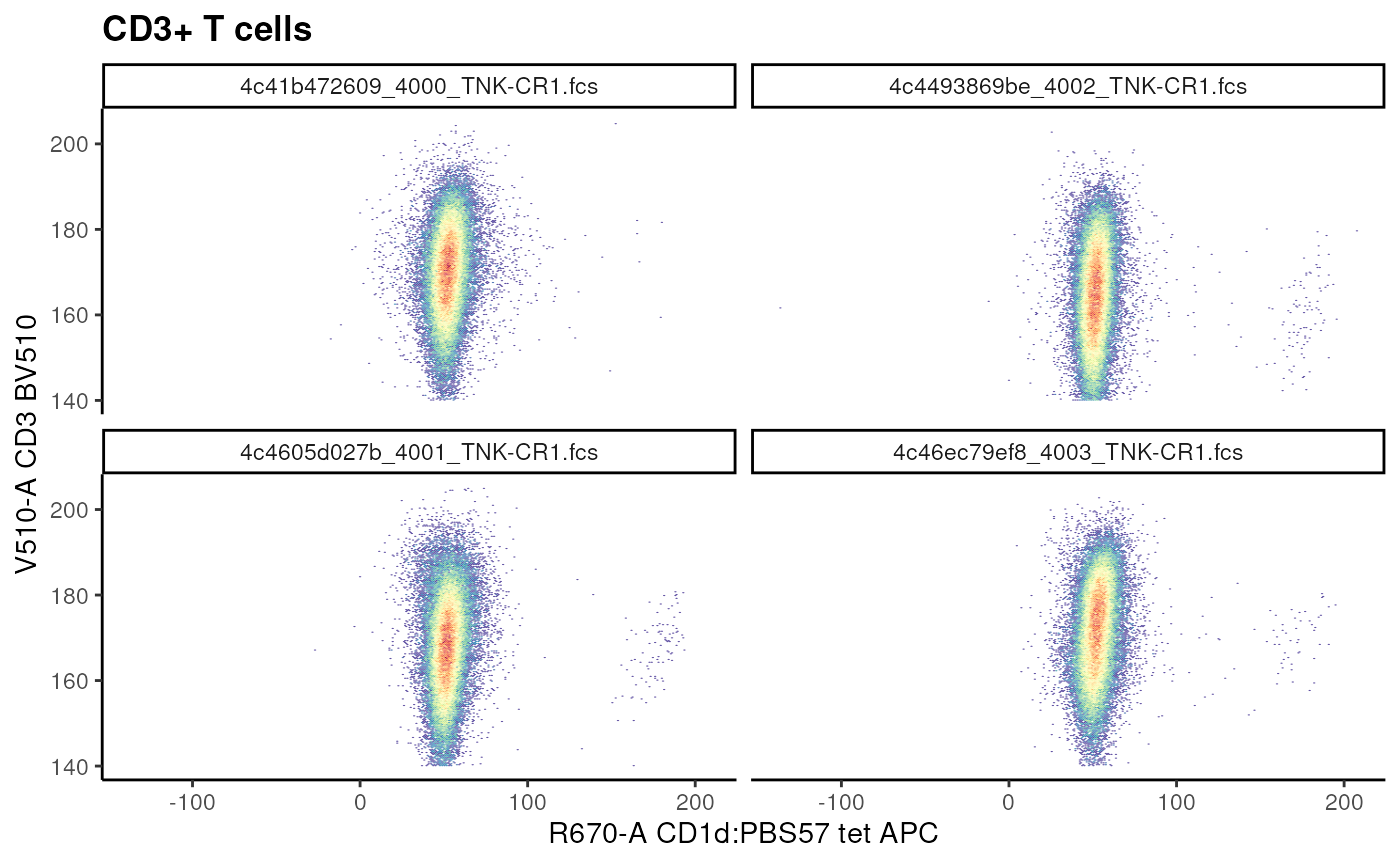 CD3+ T cells
4c41b472609_4000_TNK-CR1.fcs
4c4493869be_4002_TNK-CR1.fcs
200
180
160
140
4c4605d027b_4001_TNK-CR1.fcs
4c46ec79ef8_4003_TNK-CR1.fcs
200
180
160
140
V510-A CD3 BV510
-100
0
100
200
-100
0
100
200
R670-A CD1d:PBS57 tet APC